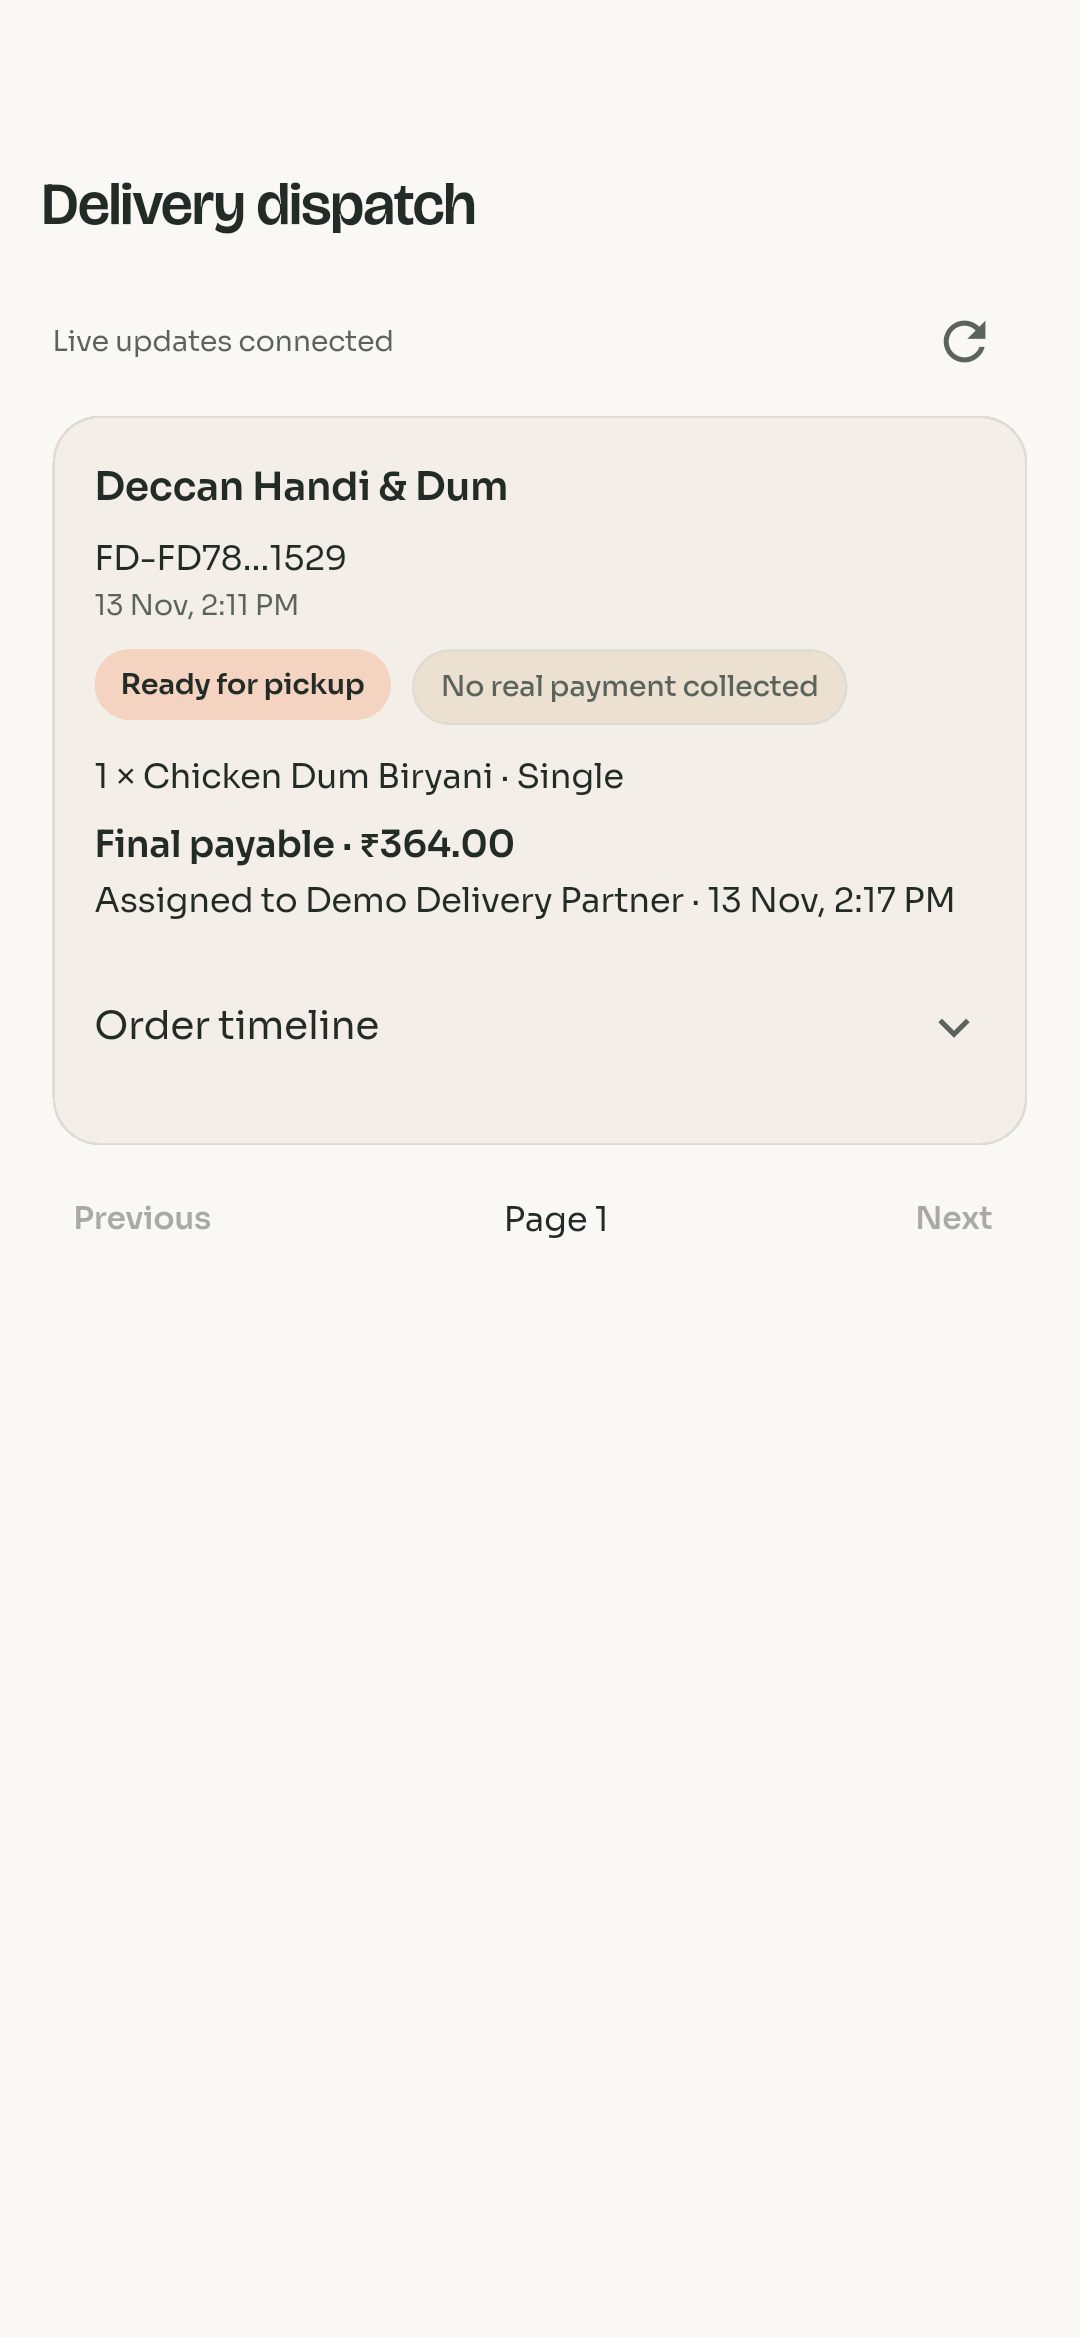 Delivery dispatch
Live updates connected
Deccan Handi & Dum
FD-FD78...1529
13 Nov, 2:11 PM
Ready for pickup
No real payment collected
1 × Chicken Dum Biryani · Single
Final payable · ₹364.00
Assigned to Demo Delivery Partner · 13 Nov, 2:17 PM
Order timeline
Previous
Page 1
Next